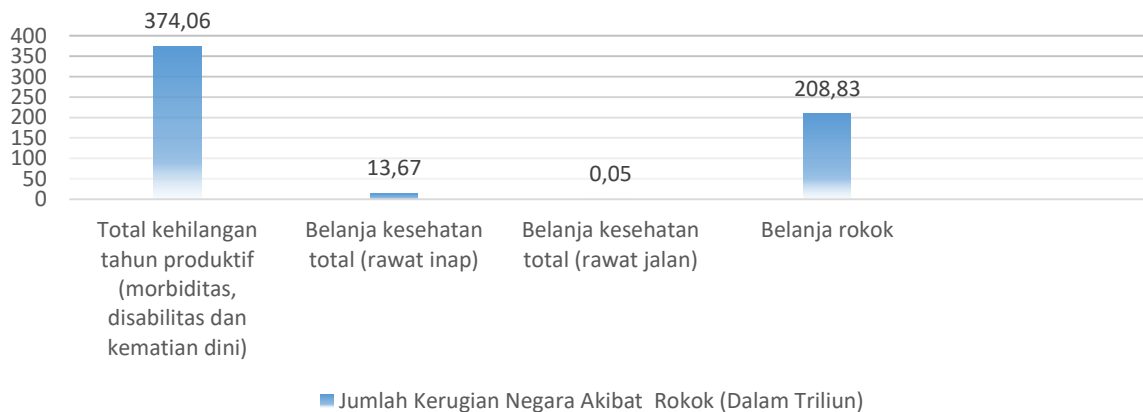 374,06
400
350
300
250
200
150
100
50
0
13,67
0,05
208,83
Total kehilangan
tahun produktif
(morbiditas,
disabilitas dan
kematian dini)
Belanja kesehatan
total (rawat inap)
Belanja kesehatan
total (rawat jalan)
Belanja rokok
Jumlah Kerugian Negara Akibat Rokok (Dalam Triliun)